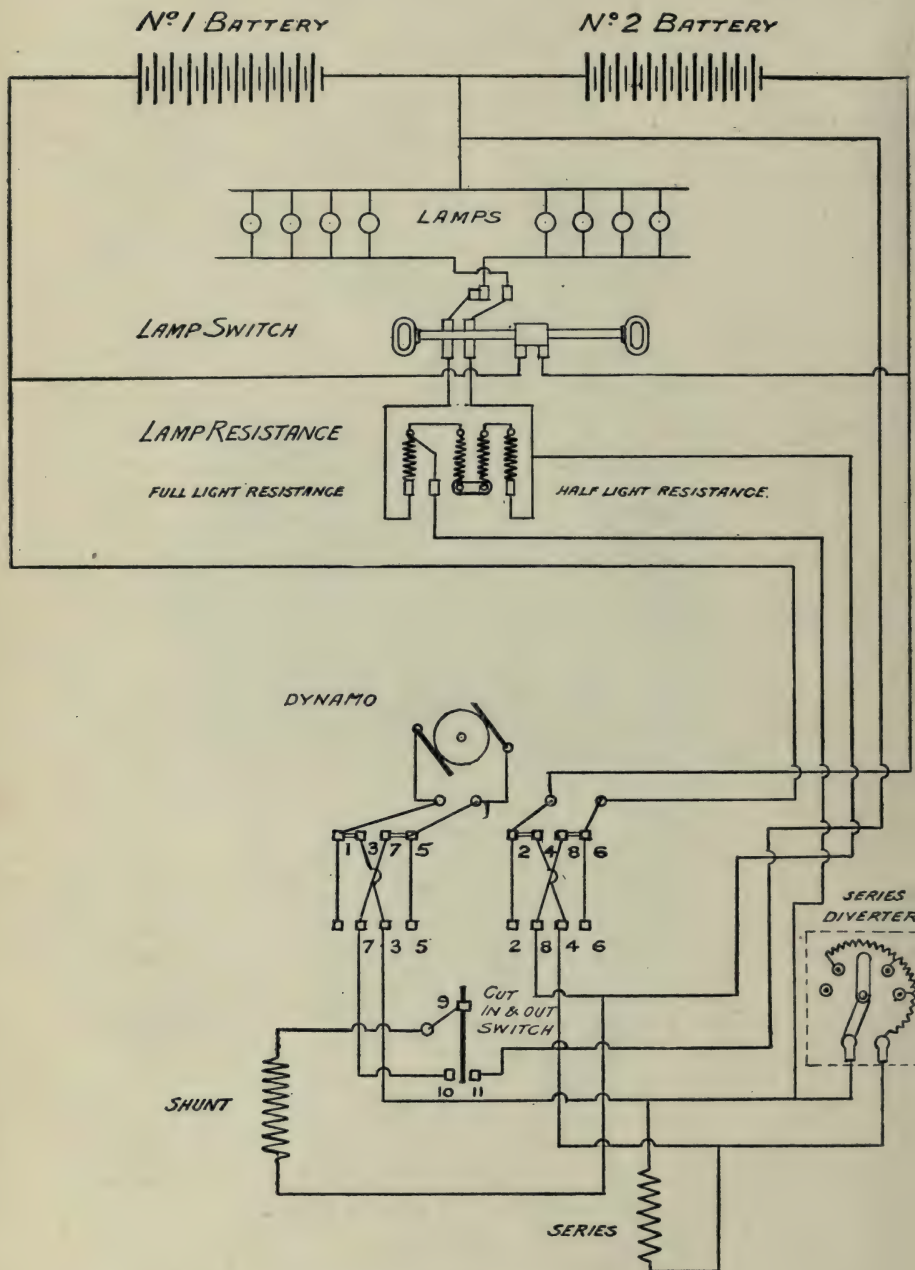 Nº 1 BATTERY
Nº 2 BATTERY
LAMPS
LAMP SWITCH
LAMP RESISTANCE
FULL LIGHT RESISTANCE
HALF LIGHT RESISTANCE.
DYNAMO
1 3 7 5
2 4 8 6
7 3 5
2 8 4 6
SERIES
DIVERTER
9
CUT
IN & OUT
SWITCH
10 11
SHUNT
SERIES